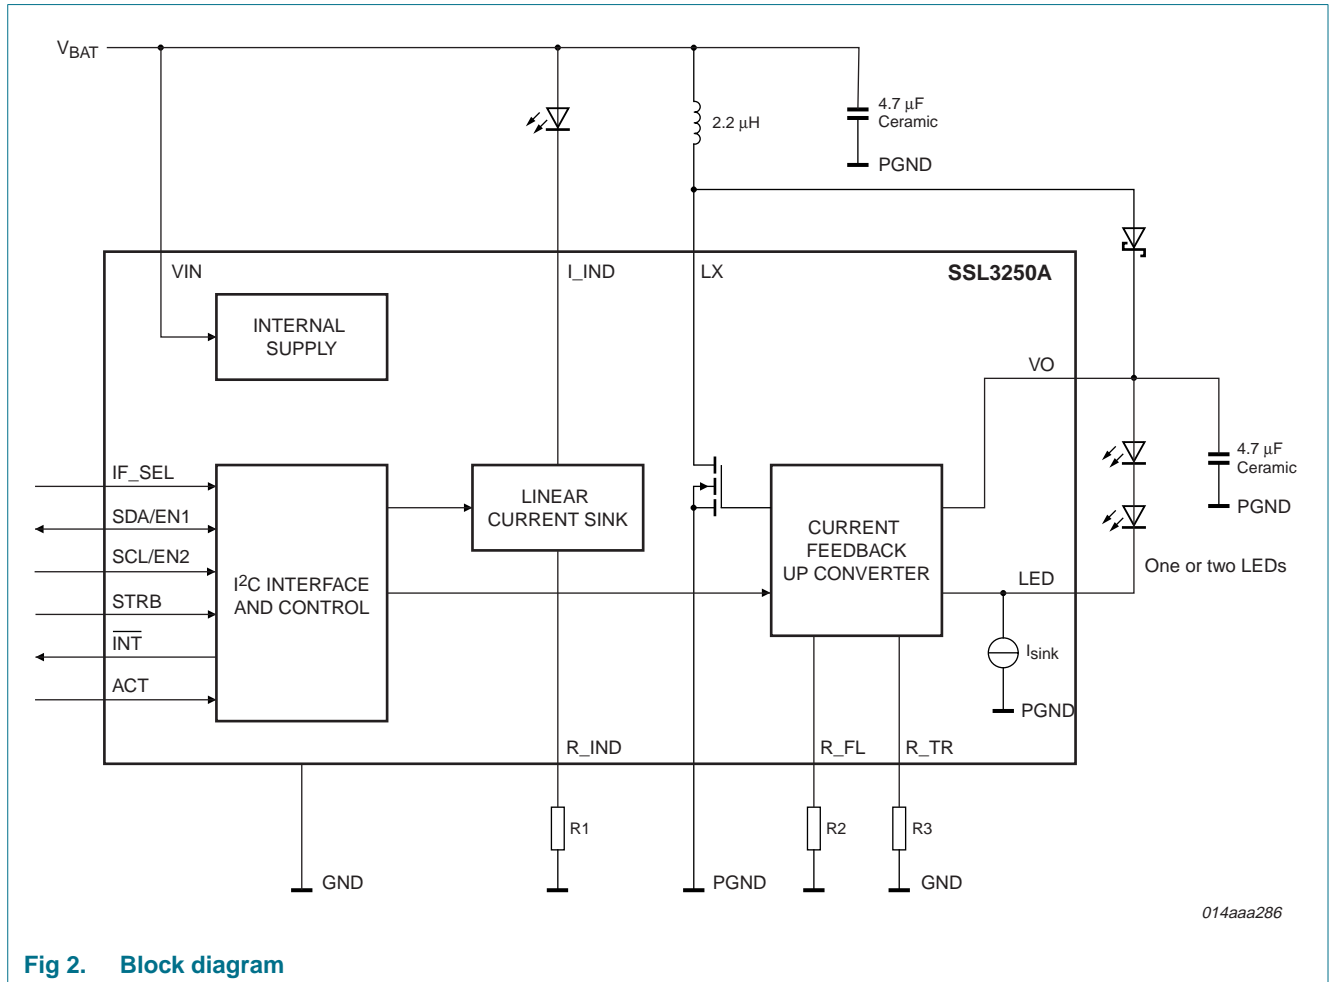 VBAT
4.7 μF
Ceramic
2.2 μH
PGND
VIN
I_IND
LX
SSL3250A
INTERNAL
SUPPLY
VO
IF_SEL
SDA/EN1
SCL/EN2
STRB
INT
ACT
I2C INTERFACE
AND CONTROL
LINEAR
CURRENT SINK
CURRENT
FEEDBACK
UP CONVERTER
4.7 μF
Ceramic
PGND
One or two LEDs
LED
Isink
PGND
R_IND
R_FL
R_TR
R1
R2
R3
GND
PGND
GND
014aaa286
Fig 2. Block diagram